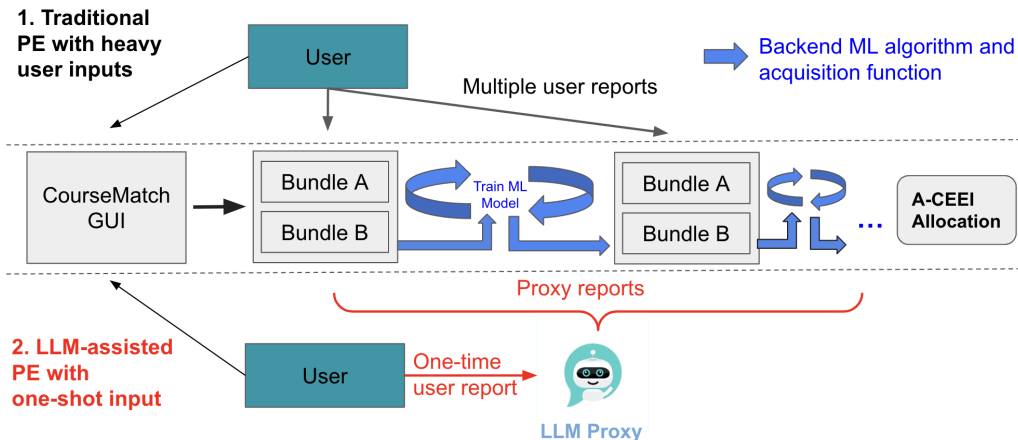 1. Traditional
PE with heavy
user inputs
User
Multiple user reports
Backend ML algorithm and
acquisition function
CourseMatch
GUI
Bundle A
Bundle B
Train ML
Model
Bundle A
Bundle B
...
A-CEEI
Allocation
Proxy reports
2. LLM-assisted
PE with
one-shot input
User
One-time
user report
LLM Proxy